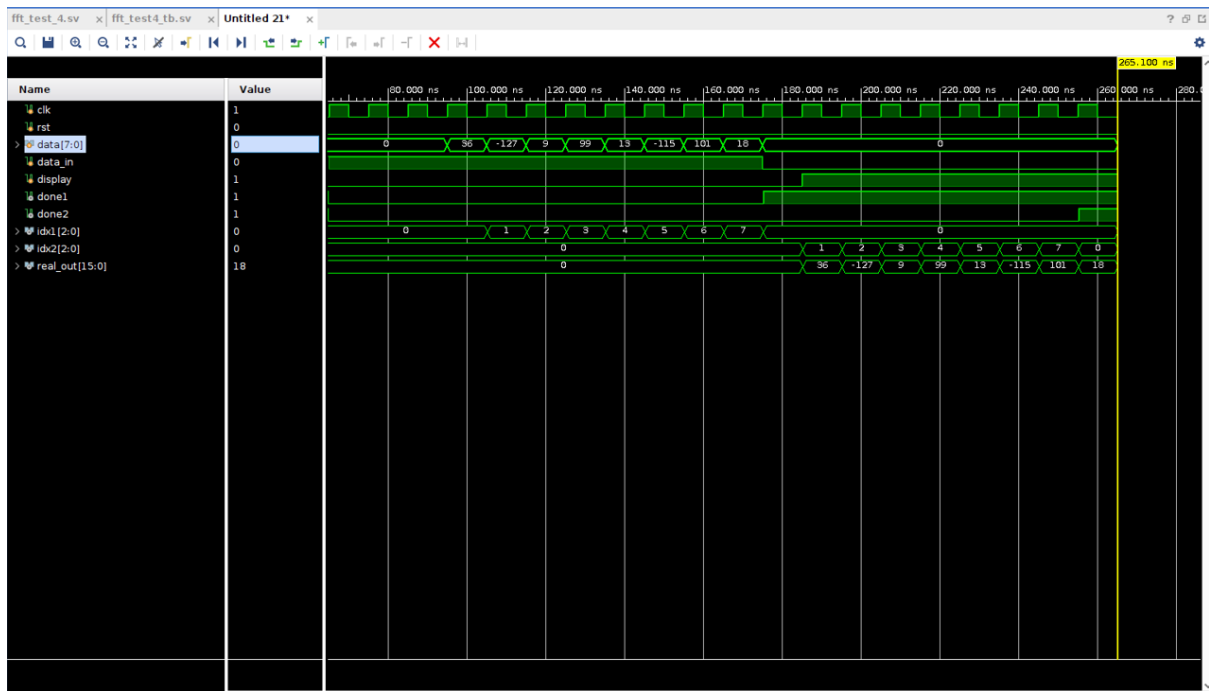 fft_test_4.sv x fft_test4_tb.sv x Untitled 21* x
265.100 ns
Name Value
80.000 ns 100.000 ns 120.000 ns 140.000 ns 160.000 ns 180.000 ns 200.000 ns 220.000 ns 240.000 ns 260.000 ns 280.0
clk 1
rst 0
data[7:0] 0 0 36 -127 9 99 13 -115 101 18 0
data_in 0
display 1
done1 1
done2 1
idx1[2:0] 0 0 1 2 3 4 5 6 7 0
idx2[2:0] 0 0 1 2 3 4 5 6 7 0
real_out[15:0] 18 0 36 -127 9 99 13 -115 101 18